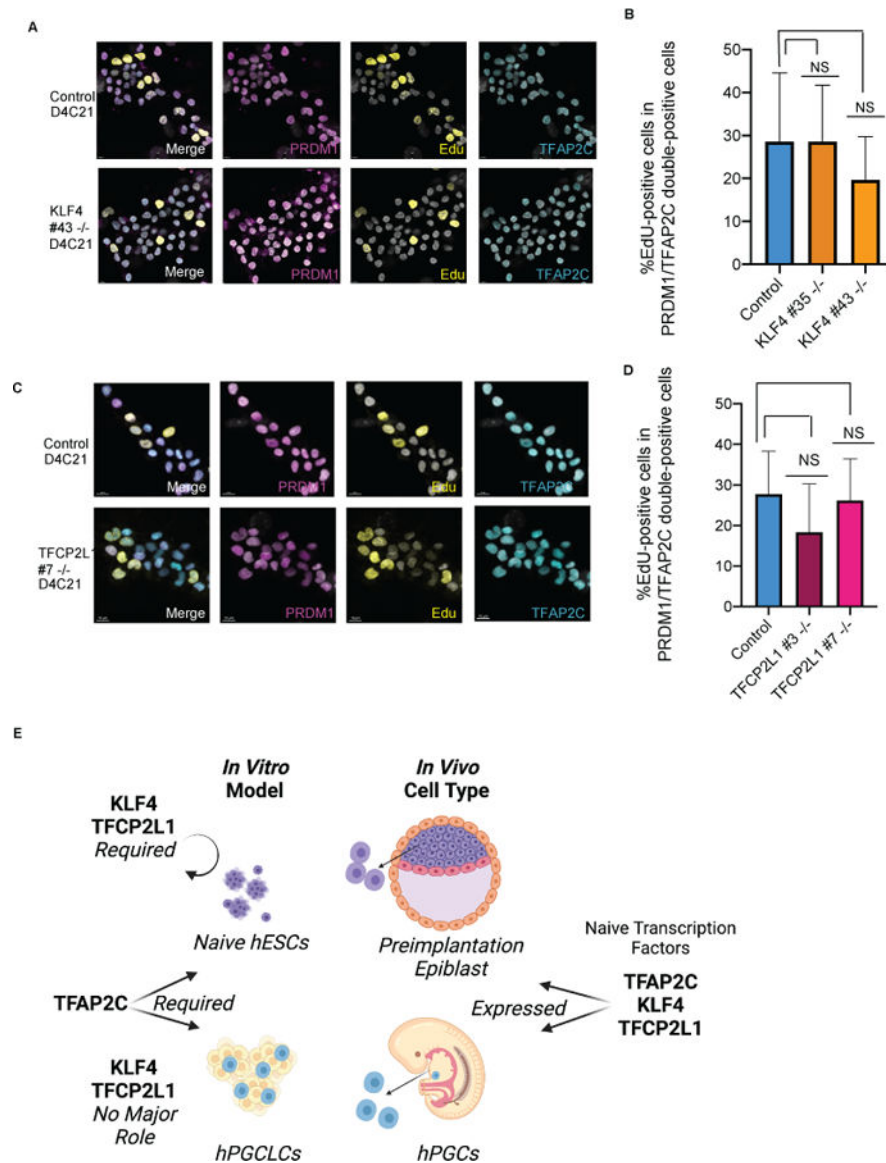 A
Control
D4C21
Merge
PRDM1
Edu
TFAP2C
KLF4
#43 -/-
D4C21
Merge
PRDM1
Edu
TFAP2C
B
%EdU-positive cells in
PRDM1/TFAP2C double-positive cells
50
40
30
20
10
0
NS
NS
Control
KLF4 #35 -/-
KLF4 #43 -/-
C
Control
D4C21
Merge
PRDM1
Edu
TFAP2C
TFCP2L1
#7 -/-
D4C21
Merge
PRDM1
Edu
TFAP2C
D
%EdU-positive cells in
PRDM1/TFAP2C double-positive cells
50
40
30
20
10
0
NS
NS
Control
TFCP2L1 #3 -/-
TFCP2L1 #7 -/-
E
In Vitro
Model
In Vivo
Cell Type
KLF4
TFCP2L1
Required
Naive hESCs
Preimplantation
Epiblast
Naive Transcription
Factors
TFAP2C
KLF4
TFCP2L1
TFAP2C
Required
Expressed
KLF4
TFCP2L1
No Major
Role
hPGCLCs
hPGCs